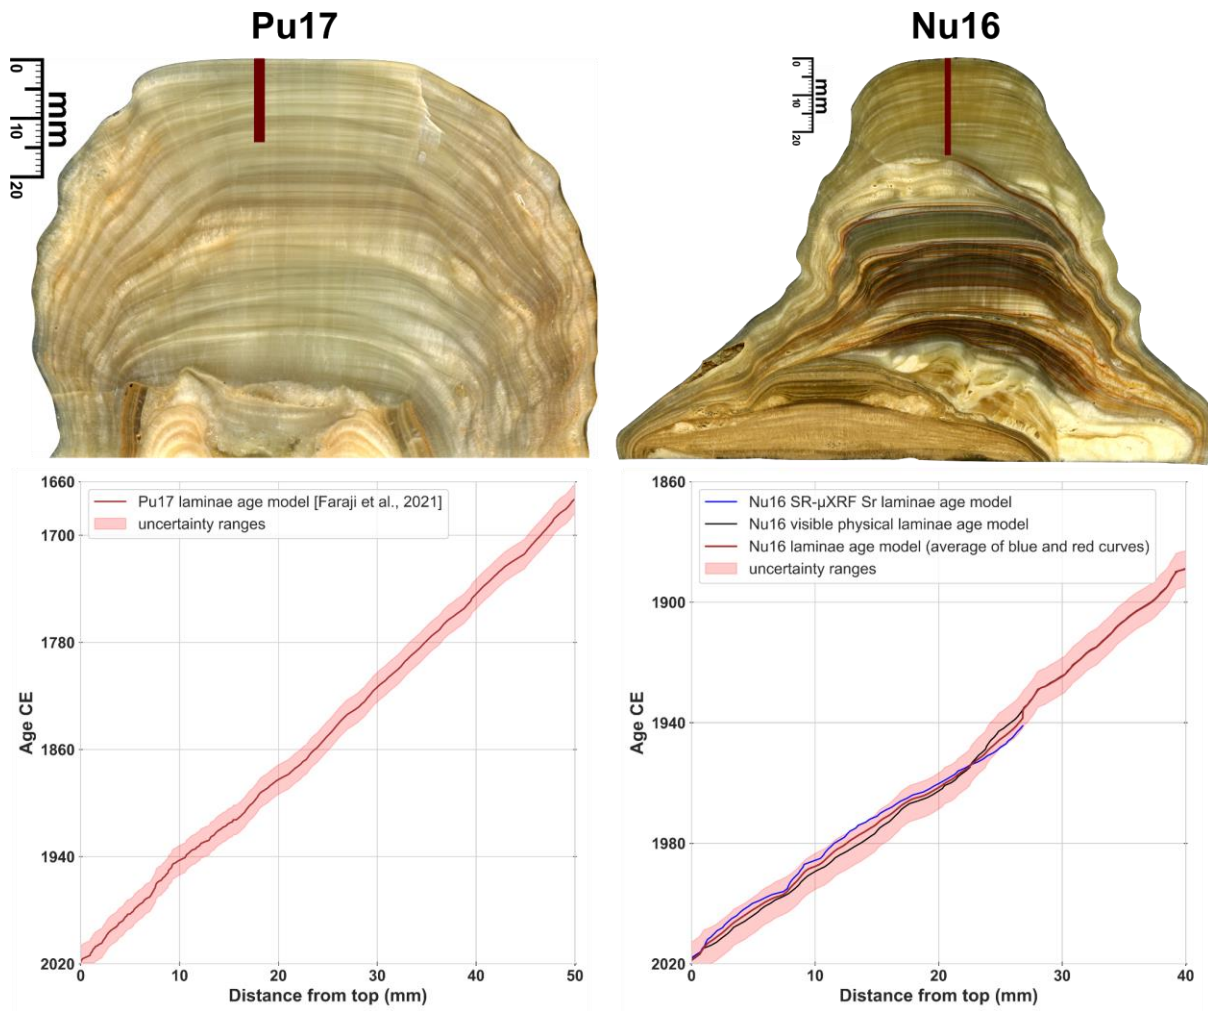 Pu17
Nu16
0
10
20
mm
0
10
20
mm
1660
1700
1780
1860
1940
2020
Age CE
Pu17 laminae age model [Faraji et al., 2021]
uncertainty ranges
0 10 20 30 40 50
Distance from top (mm)
1860
1900
1940
1980
2020
Age CE
Nu16 SR-μXRF Sr laminae age model
Nu16 visible physical laminae age model
Nu16 laminae age model (average of blue and red curves)
uncertainty ranges
0 10 20 30 40
Distance from top (mm)